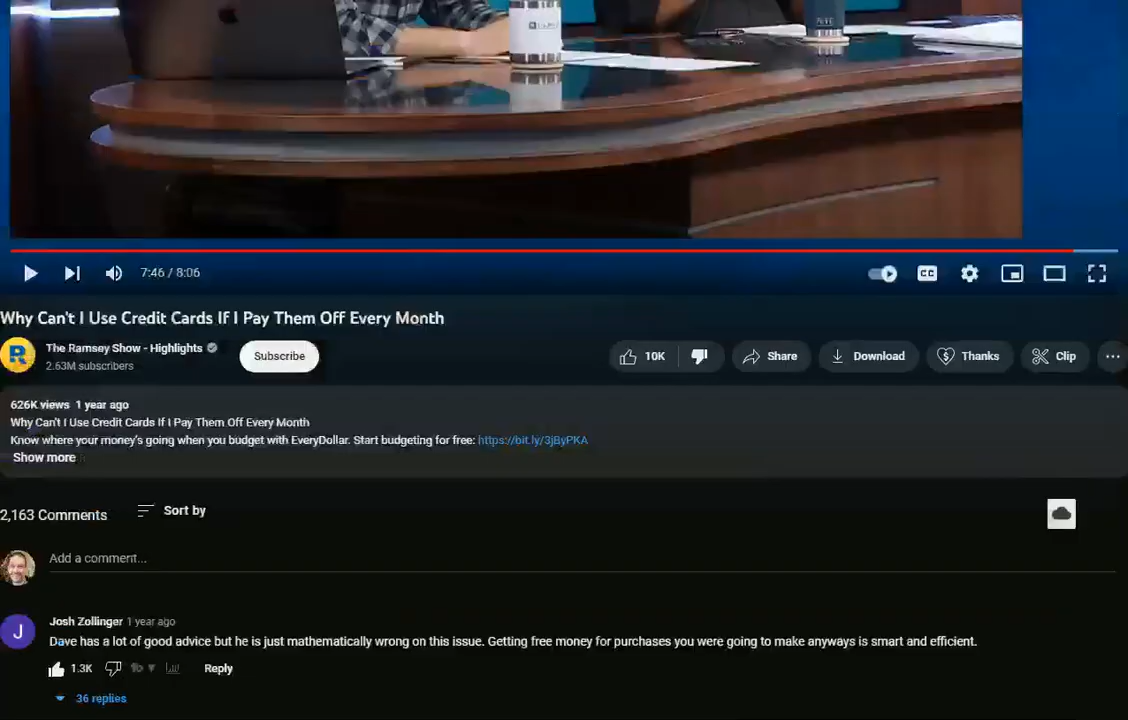 7:46 / 8:06
CC
Why Can't I Use Credit Cards If I Pay Them Off Every Month
R
The Ramsey Show - Highlights
2.63M subscribers
Subscribe
10K
Share
Download
Thanks
Clip
626K views 1 year ago
Why Can't I Use Credit Cards If I Pay Them Off Every Month
Know where your money's going when you budget with EveryDollar. Start budgeting for free: https://bit.ly/3jByPKA
Show more
2,163 Comments
Sort by
Add a comment...
J
Josh Zollinger 1 year ago
Dave has a lot of good advice but he is just mathematically wrong on this issue. Getting free money for purchases you were going to make anyways is smart and efficient.
1.3K
Reply
36 replies